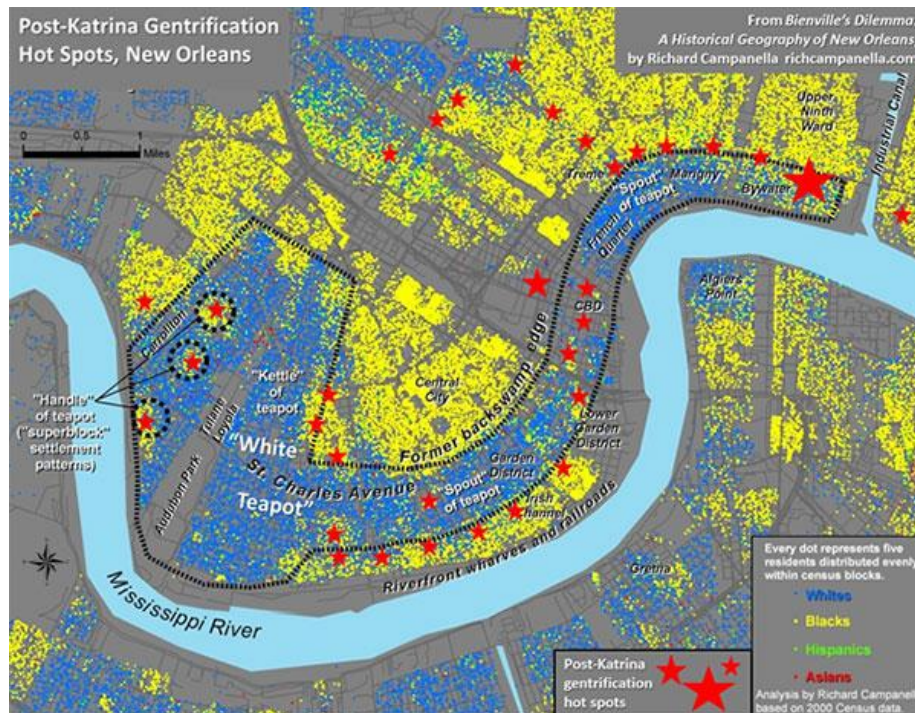 Post-Katrina Gentrification
Hot Spots, New Orleans
From Bienville's Dilemma:
A Historical Geography of New Orleans
by Richard Campanella richcampanella.com
0 0.5 1
Miles
Upper
Ninth
Ward
Industrial Canal
Treme
"Spout"
of teapot
Marigny
Bywater
French
Quarter
Algiers
Point
CBD
Carrollton
"Handle"
of teapot
("superblock"
settlement
patterns)
"Kettle" of
teapot
Tulane
Loyola
Audubon Park
Central
City
Former backswamp edge
Lower
Garden
District
"White
Teapot"
St. Charles Avenue
Garden
District
"Spout"
of teapot
Irish
Channel
Riverfront wharves and railroads
Gretna
Mississippi River
Every dot represents five
residents distributed evenly
within census blocks.
Whites
Blacks
Hispanics
Asians
Analysis by Richard Campanella
based on 2000 Census data.
Post-Katrina
gentrification
hot spots